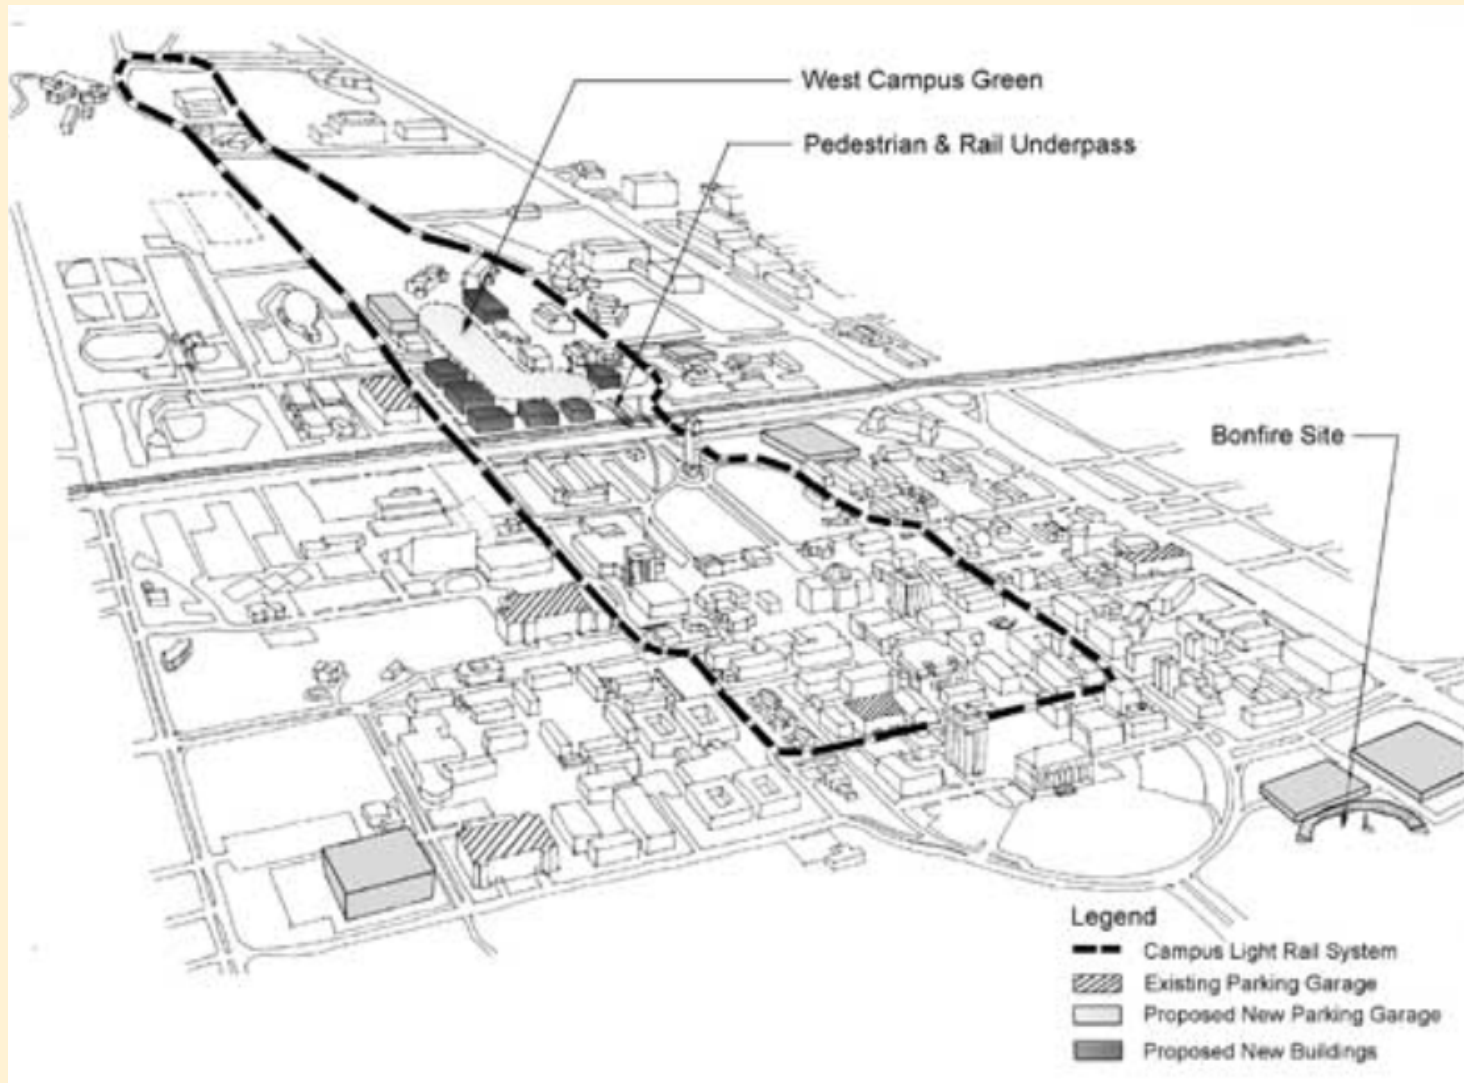 West Campus Green
Pedestrian & Rail Underpass
Bonfire Site
Legend
Campus Light Rail System
Existing Parking Garage
Proposed New Parking Garage
Proposed New Buildings